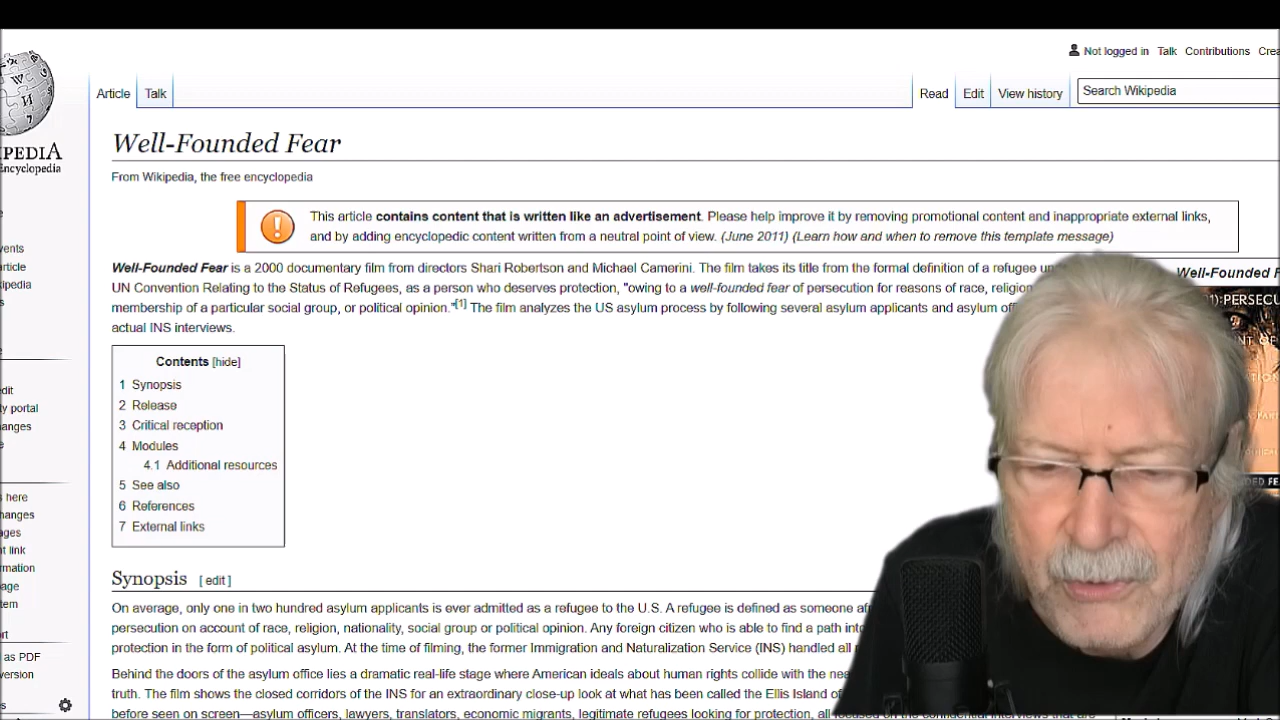 Not logged in Talk Contributions
Article Talk Read Edit View history Search Wikipedia
Well-Founded Fear
From Wikipedia, the free encyclopedia
This article contains content that is written like an advertisement. Please help improve it by removing promotional content and inappropriate external links,
and by adding encyclopedic content written from a neutral point of view. (June 2011) (Learn how and when to remove this template message)
Well-Founded Fear is a 2000 documentary film from directors Shari Robertson and Michael Camerini. The film takes its title from the formal definition of a refugee
UN Convention Relating to the Status of Refugees, as a person who deserves protection, "owing to a well-founded fear of persecution for reasons of race,
membership of a particular social group, or political opinion."[1] The film analyzes the US asylum process by following several asylum applicants and asylum
actual INS interviews.
Well-Founded
Contents [hide]
1 Synopsis
2 Release
3 Critical reception
4 Modules
4.1 Additional resources
5 See also
6 References
7 External links
Synopsis [ edit ]
On average, only one in two hundred asylum applicants is ever admitted as a refugee to the U.S. A refugee is defined as someone
persecution on account of race, religion, nationality, social group or political opinion. Any foreign citizen who is able to find a path
protection in the form of political asylum. At the time of filming, the former Immigration and Naturalization Service (INS) handled all
Behind the doors of the asylum office lies a dramatic real-life stage where American ideals about human rights collide with the
truth. The film shows the closed corridors of the INS for an extraordinary close-up look at what has been called the Ellis Island of
before seen on screen—asylum officers, lawyers, translators, economic migrants, legitimate refugees looking for protection, all focused on the confidential interviews that are